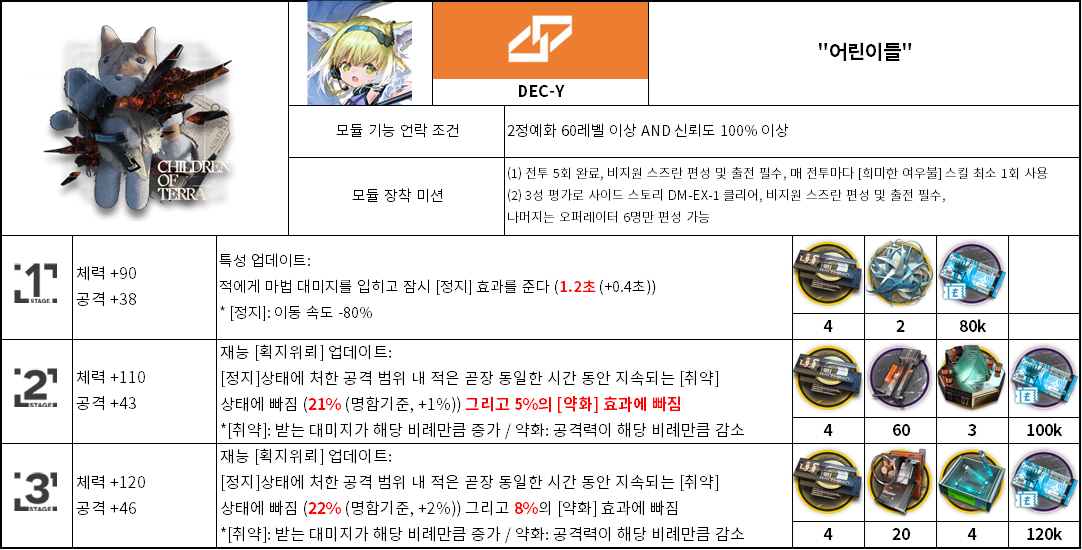 CHILDREN
OF
TERRA
DEC-Y
"어린이들"
모듈 기능 언락 조건
2정예화 60레벨 이상 AND 신뢰도 100% 이상
모듈 장착 미션
(1) 전투 5회 완료, 비지원 스즈란 편성 및 출전 필수, 매 전투마다 [희미한 여우불] 스킬 최소 1회 사용
(2) 3성 평가로 사이드 스토리 DM-EX-1 클리어, 비지원 스즈란 편성 및 출전 필수,
나머지는 오퍼레이터 6명만 편성 가능
1
STAGE
체력 +90
공격 +38
특성 업데이트:
적에게 마법 대미지를 입히고 잠시 [정지] 효과를 준다 (1.2초 (+0.4초))
* [정지]: 이동 속도 -80%
4
2
80k
2
STAGE
체력 +110
공격 +43
재능 [획지위뢰] 업데이트:
[정지]상태에 처한 공격 범위 내 적은 곧장 동일한 시간 동안 지속되는 [취약]
상태에 빠짐 (21% (명함기준, +1%)) 그리고 5%의 [약화] 효과에 빠짐
*[취약]: 받는 대미지가 해당 비례만큼 증가 / 약화: 공격력이 해당 비례만큼 감소
4
60
3
100k
3
STAGE
체력 +120
공격 +46
재능 [획지위뢰] 업데이트:
[정지]상태에 처한 공격 범위 내 적은 곧장 동일한 시간 동안 지속되는 [취약]
상태에 빠짐 (22% (명함기준, +2%)) 그리고 8%의 [약화] 효과에 빠짐
*[취약]: 받는 대미지가 해당 비례만큼 증가 / 약화: 공격력이 해당 비례만큼 감소
4
20
4
120k